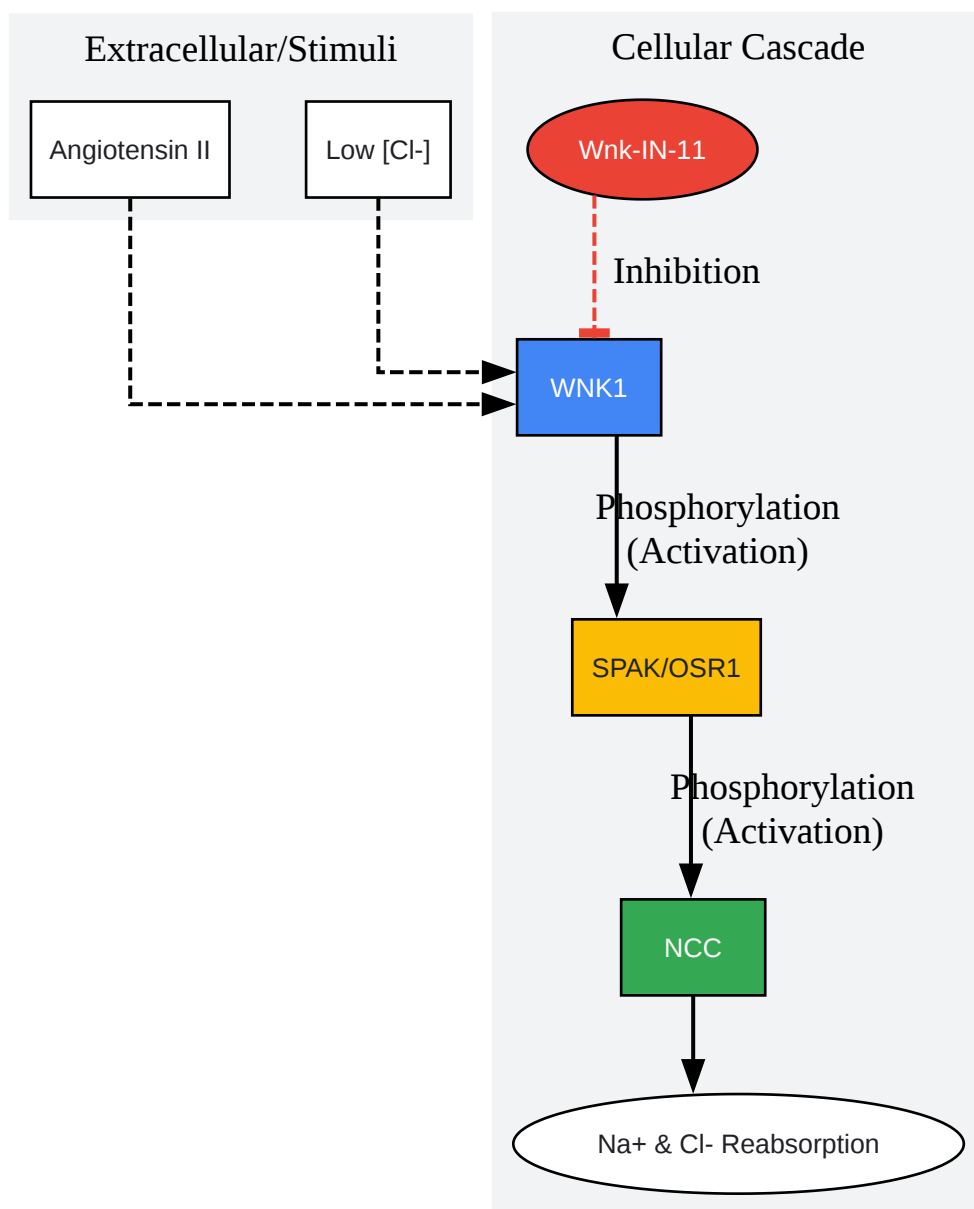 Extracellular/Stimuli
Cellular Cascade
Angiotensin II
Low [Cl-]
Wnk-IN-11
Inhibition
WNK1
Phosphorylation
(Activation)
SPAK/OSR1
Phosphorylation
(Activation)
NCC
Na+ & Cl- Reabsorption